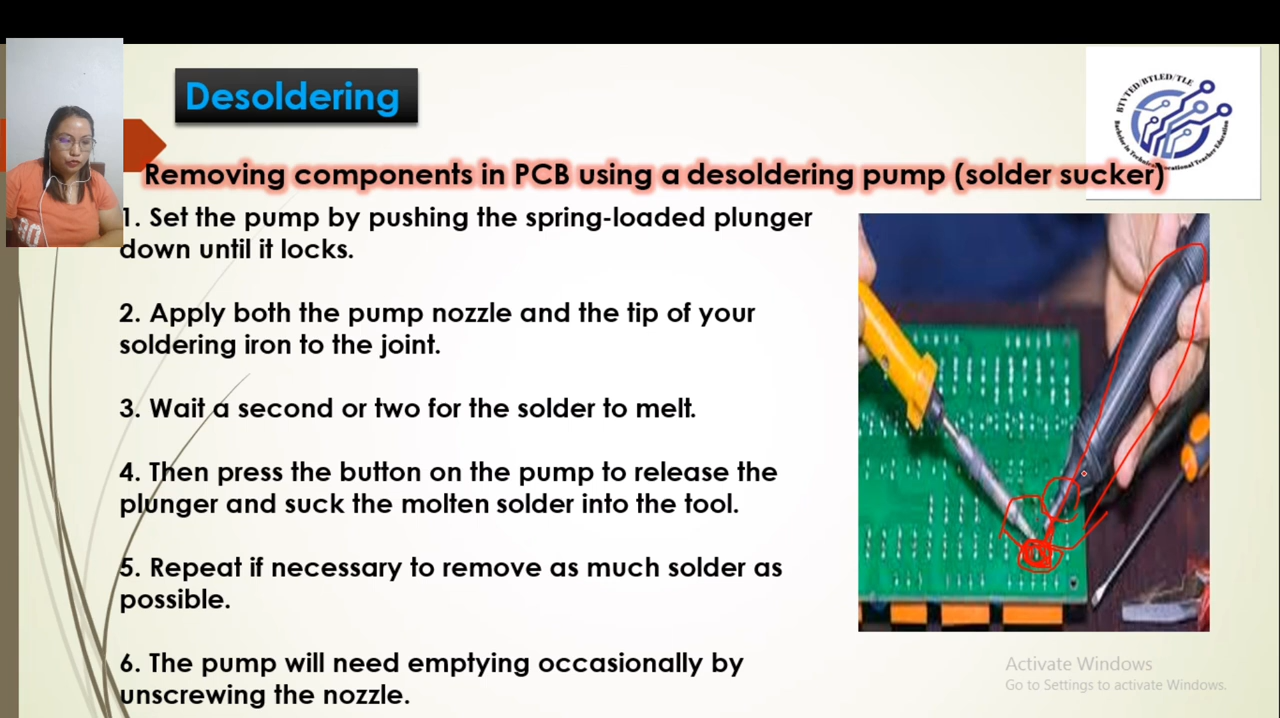 Desoldering
BTVTED/BTLED/TLE
Removing components in PCB using a desoldering pump (solder sucker)
1. Set the pump by pushing the spring-loaded plunger
down until it locks.
2. Apply both the pump nozzle and the tip of your
soldering iron to the joint.
3. Wait a second or two for the solder to melt.
4. Then press the button on the pump to release the
plunger and suck the molten solder into the tool.
5. Repeat if necessary to remove as much solder as
possible.
6. The pump will need emptying occasionally by
unscrewing the nozzle.
Activate Windows
Go to Settings to activate Windows.